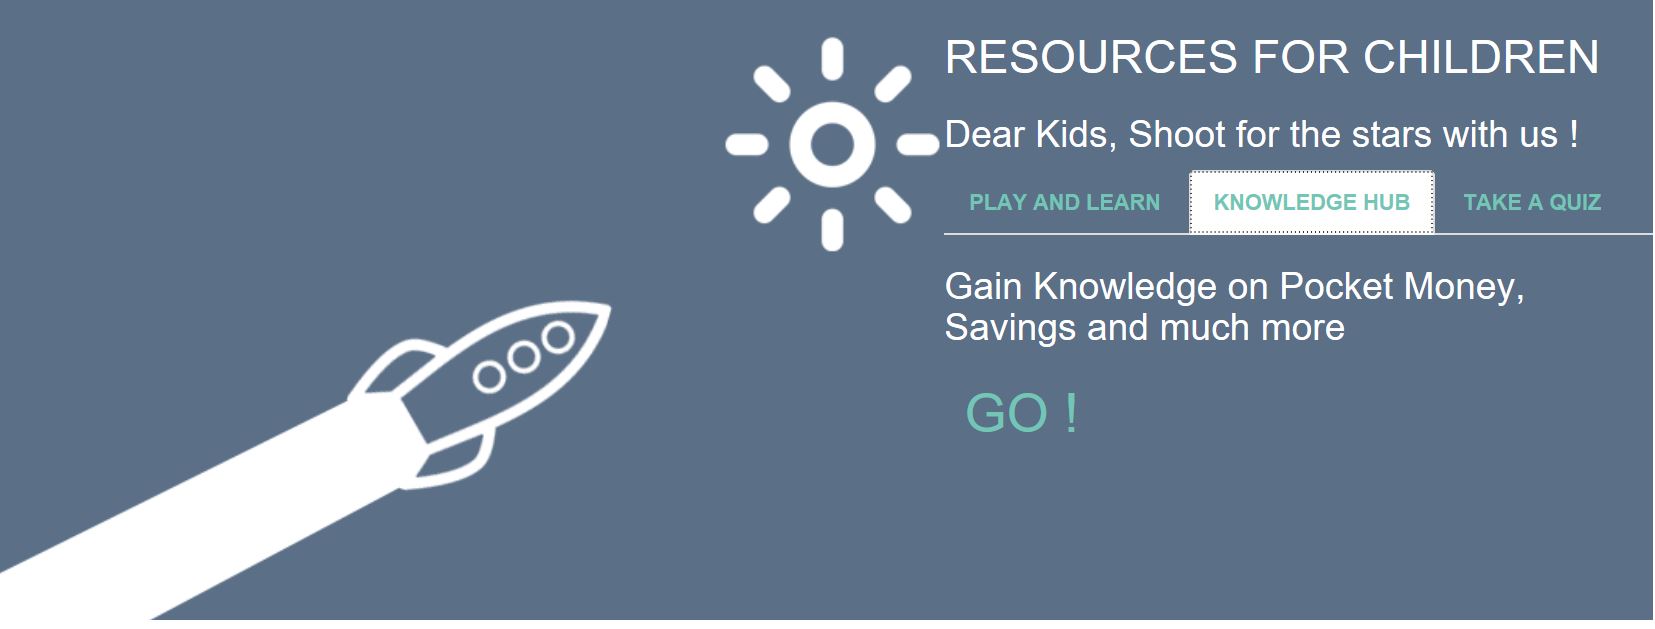 RESOURCES FOR CHILDREN
Dear Kids, Shoot for the stars with us !
PLAY AND LEARN KNOWLEDGE HUB TAKE A QUIZ
Gain Knowledge on Pocket Money,
Savings and much more
GO !